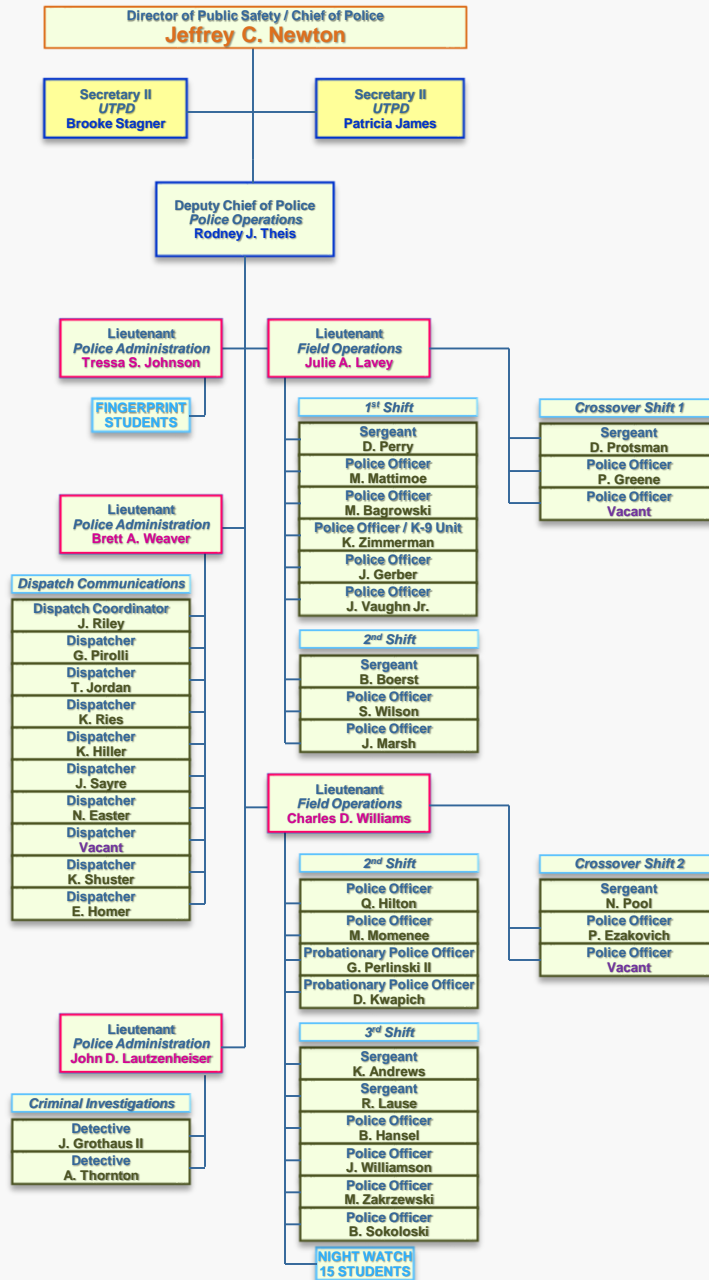 Director of Public Safety / Chief of Police
Jeffrey C. Newton
Secretary II
UTPD
Brooke Stagner
Secretary II
UTPD
Patricia James
Deputy Chief of Police
Police Operations
Rodney J. Theis
Lieutenant
Police Administration
Tressa S. Johnson
FINGERPRINT
STUDENTS
Lieutenant
Field Operations
Julie A. Lavey
1st Shift
Sergeant
D. Perry
Police Officer
M. Mattimoe
Police Officer
M. Bagrowski
Police Officer / K-9 Unit
K. Zimmerman
Police Officer
J. Gerber
Police Officer
J. Vaughn Jr.
2nd Shift
Sergeant
B. Boerst
Police Officer
S. Wilson
Police Officer
J. Marsh
Crossover Shift 1
Sergeant
D. Protsman
Police Officer
P. Greene
Police Officer
Vacant
Lieutenant
Police Administration
Brett A. Weaver
Dispatch Communications
Dispatch Coordinator
J. Riley
Dispatcher
G. Pirolli
Dispatcher
T. Jordan
Dispatcher
K. Ries
Dispatcher
K. Hiller
Dispatcher
J. Sayre
Dispatcher
N. Easter
Dispatcher
Vacant
Dispatcher
K. Shuster
Dispatcher
E. Homer
Lieutenant
Field Operations
Charles D. Williams
2nd Shift
Police Officer
Q. Hilton
Police Officer
M. Momenee
Probationary Police Officer
G. Perlinski II
Probationary Police Officer
D. Kwapich
3rd Shift
Sergeant
K. Andrews
Sergeant
R. Lause
Police Officer
B. Hansel
Police Officer
J. Williamson
Police Officer
M. Zakrzewski
Police Officer
B. Sokoloski
NIGHT WATCH
15 STUDENTS
Crossover Shift 2
Sergeant
N. Pool
Police Officer
P. Ezakovich
Police Officer
Vacant
Lieutenant
Police Administration
John D. Lautzenheiser
Criminal Investigations
Detective
J. Grothaus II
Detective
A. Thornton